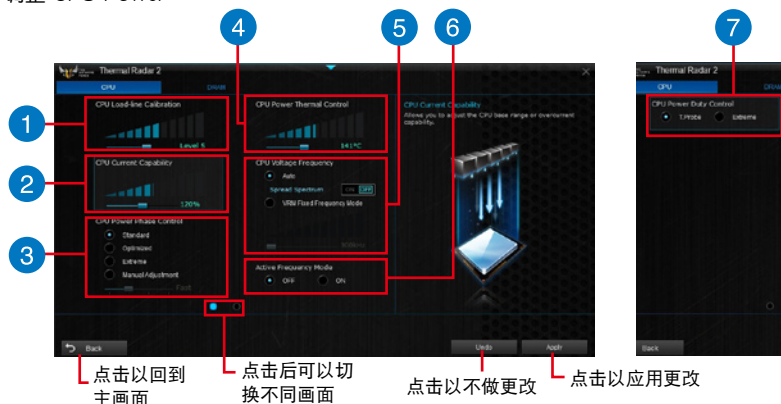 调整 CPU Power
4
5
6
7
Thermal Radar 2
CPU
DRAM
1
CPU Load-line Calibration
Level 5
CPU Power Thermal Control
141°C
CPU Current Capability
Allows you to adjust the CPU base range or overcurrent
capability.
2
CPU Current Capability
120%
CPU Voltage Frequency
Auto
Spread Spectrum
ON OFF
VRM Fixed Frequency Mode
3
CPU Power Phase Control
Standard
Optimized
Extreme
Manual Adjustment
Fast
Active Frequency Mode
OFF
ON
Back
Undo
Apply
Thermal Radar 2
CPU
DRAM
CPU Power Duty Control
T.Probe
Extreme
Back
点击以回到
主画面
点击后可以切
换不同画面
点击以不做更改
点击以应用更改